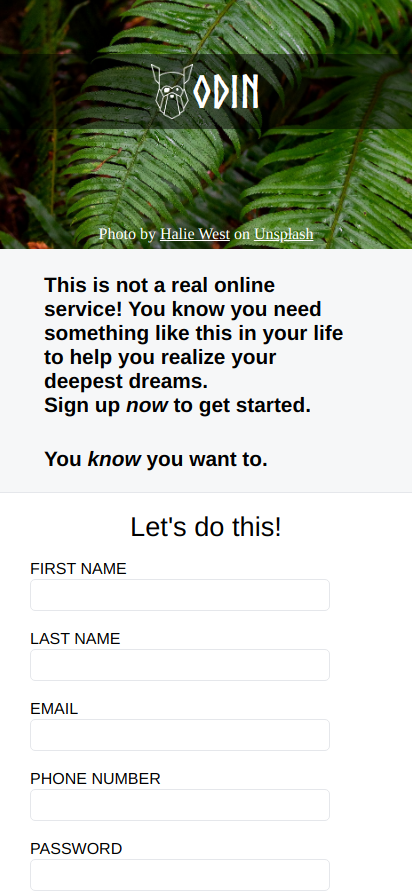 ODIN
Photo by Halie West on Unsplash
This is not a real online
service! You know you need
something like this in your life
to help you realize your
deepest dreams.
Sign up now to get started.
You know you want to.
Let's do this!
FIRST NAME
LAST NAME
EMAIL
PHONE NUMBER
PASSWORD